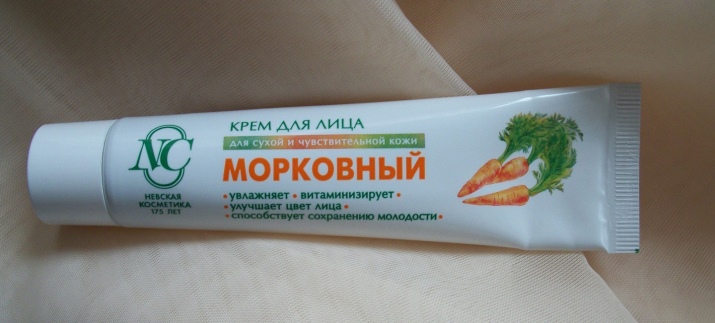 NC
НЕВСКАЯ
КОСМЕТИКА
175 ЛЕТ
КРЕМ ДЛЯ ЛИЦА
для сухой и чувствительной кожи
МОРКОВНЫЙ
•увлажняет •витаминизирует•
•улучшает цвет лица•
•способствует сохранению молодости•